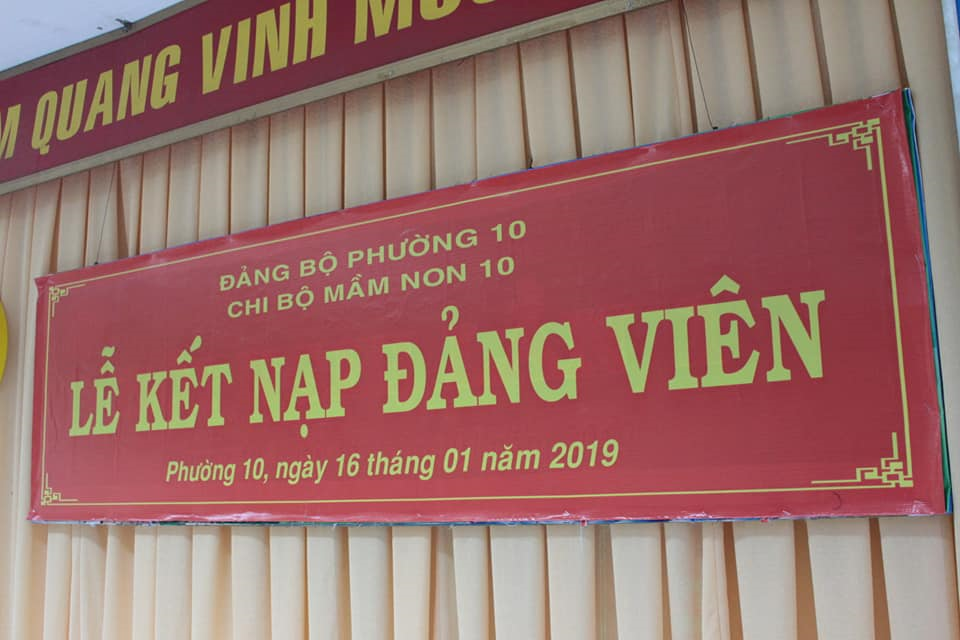 QUANG VINH
ĐẢNG BỘ PHƯỜNG 10
CHI BỘ MẦM NON 10
LỄ KẾT NẠP ĐẢNG VIÊN
Phường 10, ngày 16 tháng 01 năm 2019